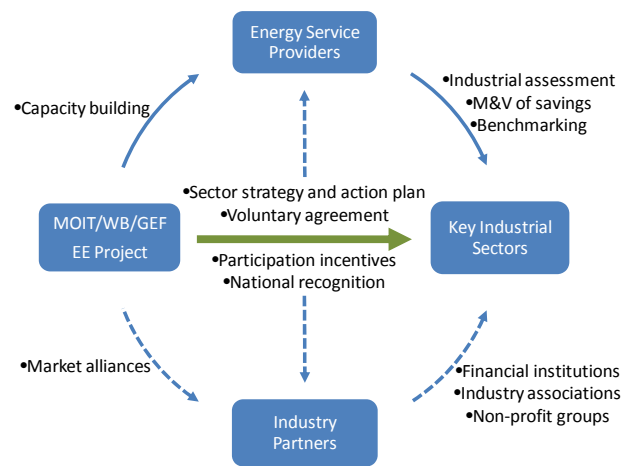 Energy Service
Providers
•Capacity building
•Industrial assessment
•M&V of savings
•Benchmarking
•Sector strategy and action plan
•Voluntary agreement
MOIT/WB/GEF
EE Project
Key Industrial
Sectors
•Participation incentives
•National recognition
•Market alliances
•Financial institutions
•Industry associations
•Non-profit groups
Industry
Partners